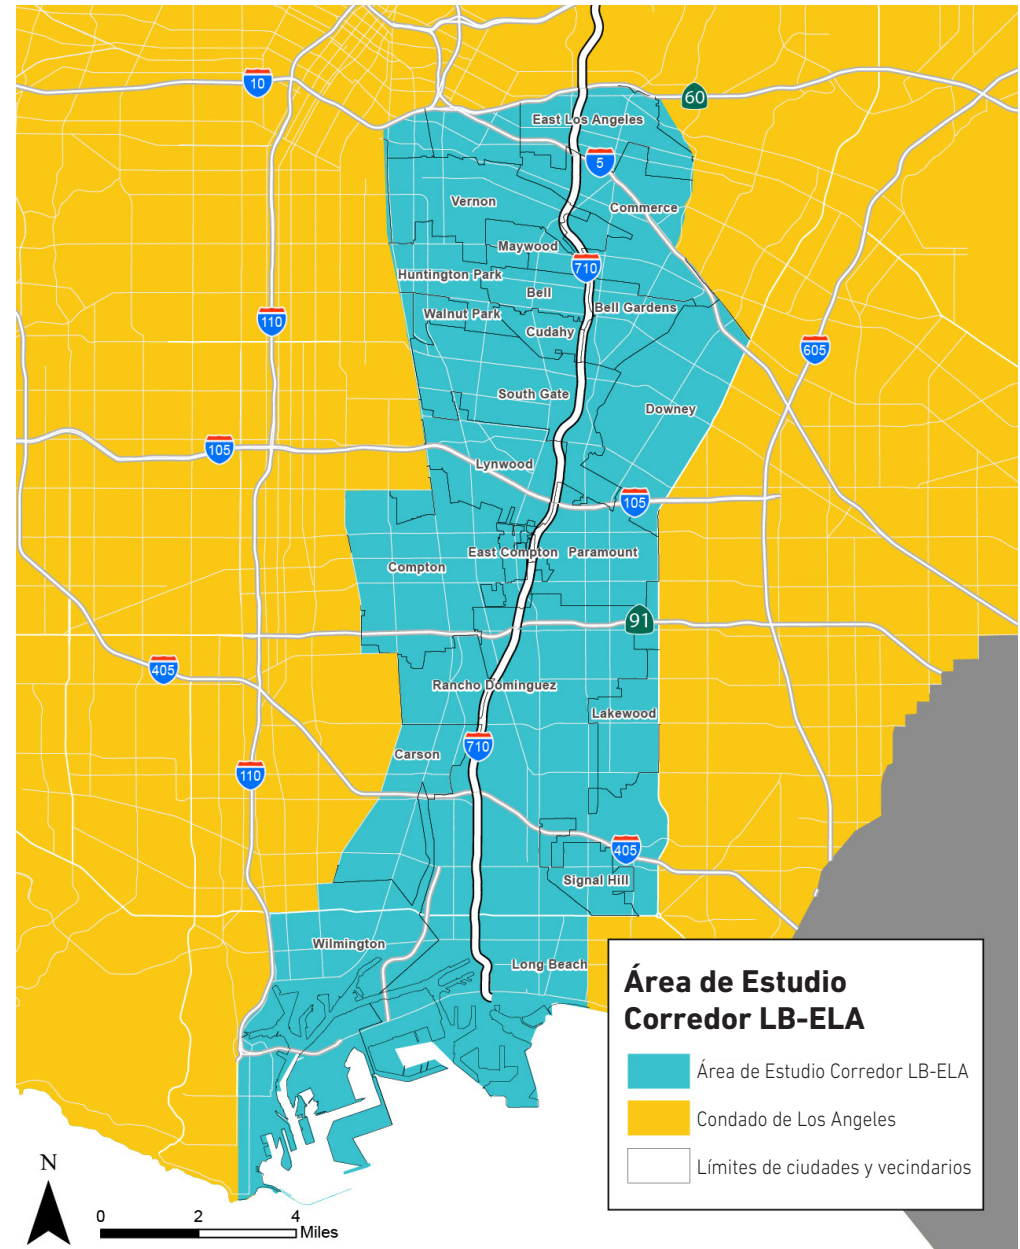 10
60
East Los Angeles
5
Vernon
Commerce
Maywood
710
Huntington Park
Bell
Bell Gardens
Walnut Park
110
Cudahy
605
South Gate
Downey
105
Lynwood
105
East Compton
Paramount
Compton
91
405
Rancho Dominguez
Lakewood
710
Carson
110
405
Signal Hill
Wilmington
Long Beach
Área de Estudio
Corredor LB-ELA
Área de Estudio Corredor LB-ELA
Condado de Los Angeles
Límites de ciudades y vecindarios
N
0 2 4
Miles